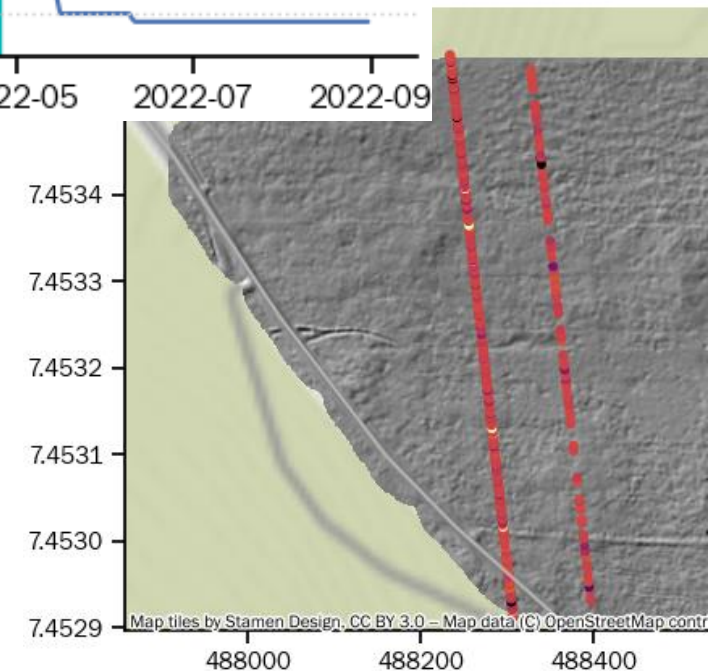 22-05 2022-07 2022-09
7.4534
7.4533
7.4532
7.4531
7.4530
7.4529
Map tiles by Stamen Design, CC BY 3.0 — Map data (C) OpenStreetMap contr
488000 488200 488400